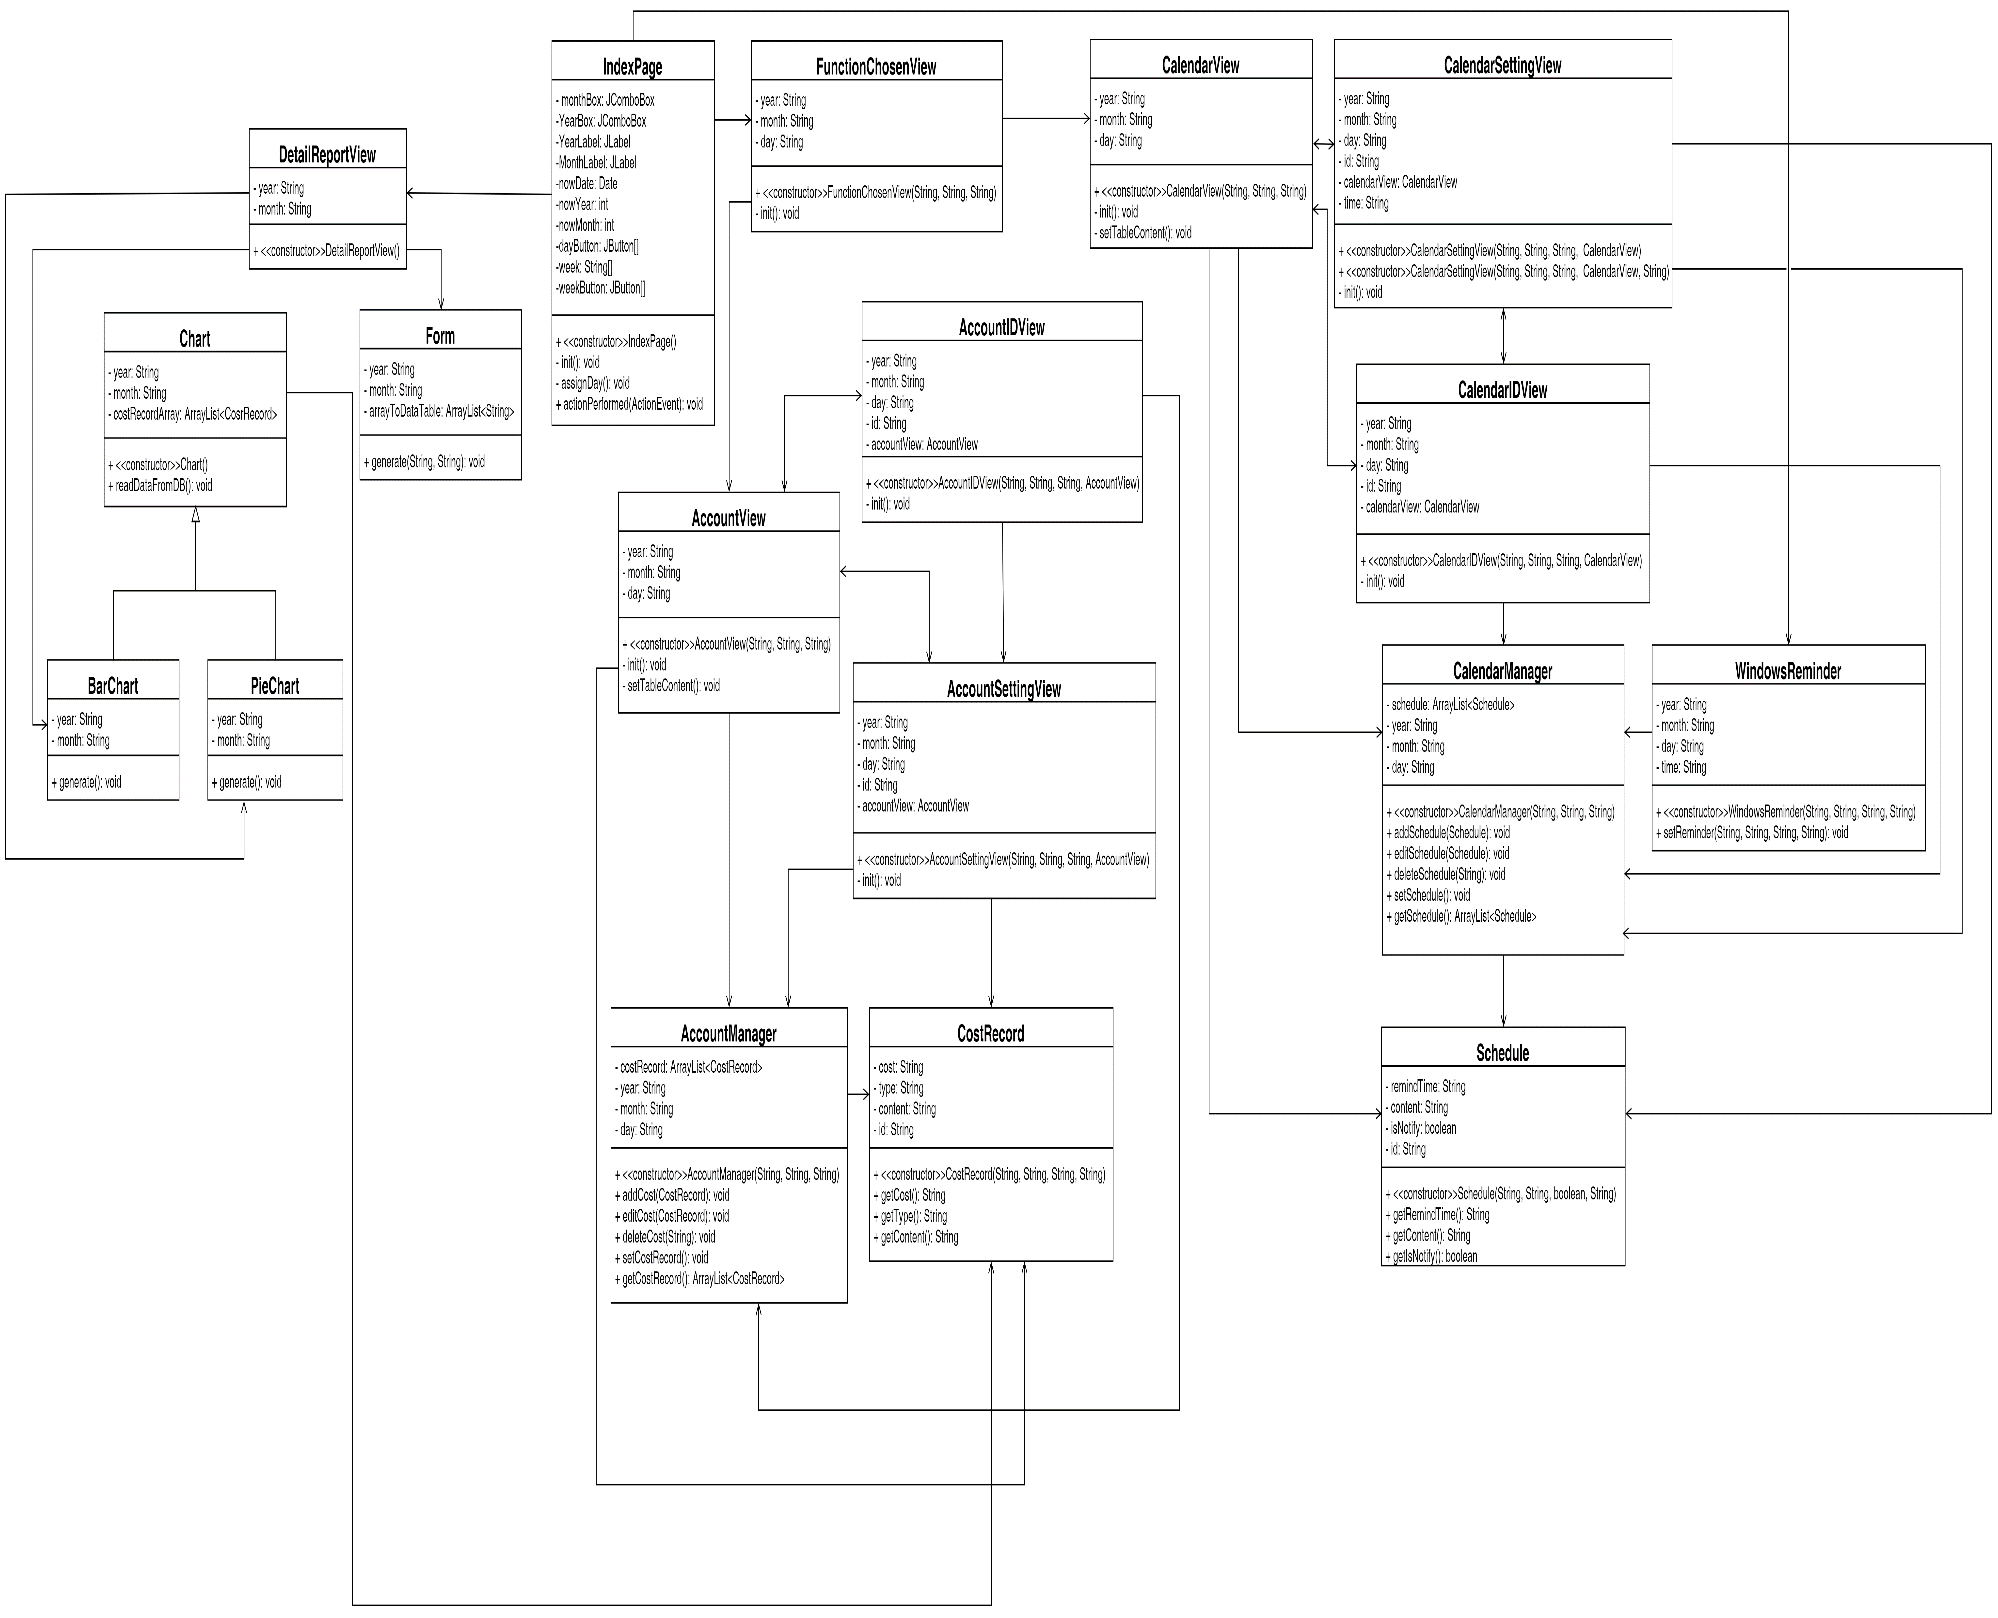 IndexPage
- monthBox: JComboBox
-YearBox: JComboBox
-YearLabel: JLabel
-MonthLabel: JLabel
-nowDate: Date
-nowYear: int
-nowMonth: int
-dayButton: JButton[]
-week: String[]
-weekButton: JButton[]
+ <<constructor>>IndexPage()
- init(): void
- assignDay(): void
+ actionPerformed(ActionEvent): void
FunctionChosenView
- year: String
- month: String
- day: String
+ <<constructor>>FunctionChosenView(String, String, String)
- init(): void
CalendarView
- year: String
- month: String
- day: String
+ <<constructor>>CalendarView(String, String, String)
- init(): void
- setTableContent(): void
CalendarSettingView
- year: String
- month: String
- day: String
- id: String
- calendarView: CalendarView
- time: String
+ <<constructor>>CalendarSettingView(String, String, String, CalendarView)
+ <<constructor>>CalendarSettingView(String, String, String, CalendarView, String)
- init(): void
DetailReportView
- year: String
- month: String
+ <<constructor>>DetailReportView()
Chart
- year: String
- month: String
- costRecordArray: ArrayList<CosrRecord>
+ <<constructor>>Chart()
+ readDataFromDB(): void
Form
- year: String
- month: String
- arrayToDataTable: ArrayList<String>
+ generate(String, String): void
AccountIDView
- year: String
- month: String
- day: String
- id: String
- accountView: AccountView
+ <<constructor>>AccountIDView(String, String, String, AccountView)
- init(): void
CalendarIDView
- year: String
- month: String
- day: String
- id: String
- calendarView: CalendarView
+ <<constructor>>CalendarIDView(String, String, String, CalendarView)
- init(): void
AccountView
- year: String
- month: String
- day: String
+ <<constructor>>AccountView(String, String, String)
- init(): void
- setTableContent(): void
BarChart
- year: String
- month: String
+ generate(): void
PieChart
- year: String
- month: String
+ generate(): void
AccountSettingView
- year: String
- month: String
- day: String
- id: String
- accountView: AccountView
+ <<constructor>>AccountSettingView(String, String, String, AccountView)
- init(): void
CalendarManager
- schedule: ArrayList<Schedule>
- year: String
- month: String
- day: String
+ <<constructor>>CalendarManager(String, String, String)
+ addSchedule(Schedule): void
+ editSchedule(Schedule): void
+ deleteSchedule(String): void
+ setSchedule(): void
+ getSchedule(): ArrayList<Schedule>
WindowsReminder
- year: String
- month: String
- day: String
- time: String
+ <<constructor>>WindowsReminder(String, String, String, String)
+ setReminder(String, String, String, String): void
AccountManager
- costRecord: ArrayList<CostRecord>
- year: String
- month: String
- day: String
+ <<constructor>>AccountManager(String, String, String)
+ addCost(CostRecord): void
+ editCost(CostRecord): void
+ deleteCost(String): void
+ setCostRecord(): void
+ getCostRecord(): ArrayList<CostRecord>
CostRecord
- cost: String
- type: String
- content: String
- id: String
+ <<constructor>>CostRecord(String, String, String, String)
+ getCost(): String
+ getType(): String
+ getContent(): String
Schedule
- remindTime: String
- content: String
- isNotify: boolean
- id: String
+ <<constructor>>Schedule(String, String, boolean, String)
+ getRemindTime(): String
+ getContent(): String
+ getIsNotify(): boolean